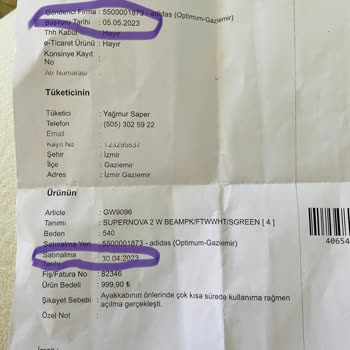 Gönderici Firma : 5500001873 - adidas (Optimum-Gaziemir)
Başvuru Tarihi : 05.05.2023
Thh Kabul : Hayır
e-Ticaret Ürünü : Hayır
Konsinye Kayıt
No :
Air Numarası :
Tüketicinin
Tüketici : Yağmur Saper
Telefon : (505) 302 59 22
Email :
Kayıt No : 123295837
Şehir : İzmir
İlçe : Gaziemir
Adres : İzmir Gaziemir
Ürünün
Article : GW9096
Tanımı : SUPERNOVA 2 W BEAMPK/FTWWHT/SGREEN [ 4 ]
Beden : 540
Satınalma Yeri : 5500001873 - adidas (Optimum-Gaziemir)
Satınalma
Tarihi : 30.04.2023
Fiş/Fatura No : 82346
Ürün Bedeli : 999,90 ₺
Şikayet Sebebi : Ayakkabının önlerinde çok kısa sürede kullanıma rağmen
açılma gerçekleşti.
Özel Not :
40654